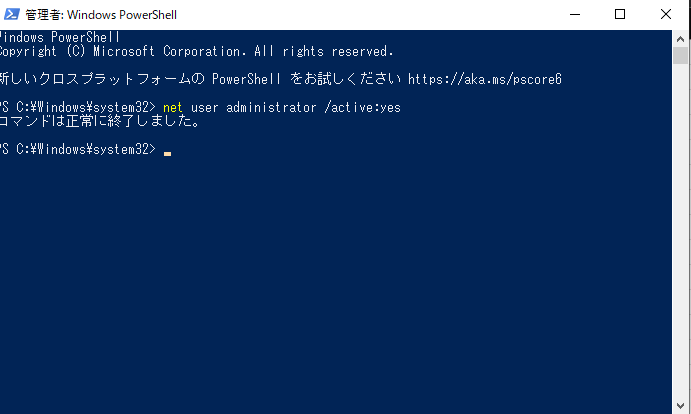 管理者: Windows PowerShell
Windows PowerShell
Copyright (C) Microsoft Corporation. All rights reserved.
新しいクロスプラットフォームの PowerShell をお試しください https://aka.ms/pscore6
PS C:¥Windows¥system32> net user administrator /active:yes
コマンドは正常に終了しました。
PS C:¥Windows¥system32>